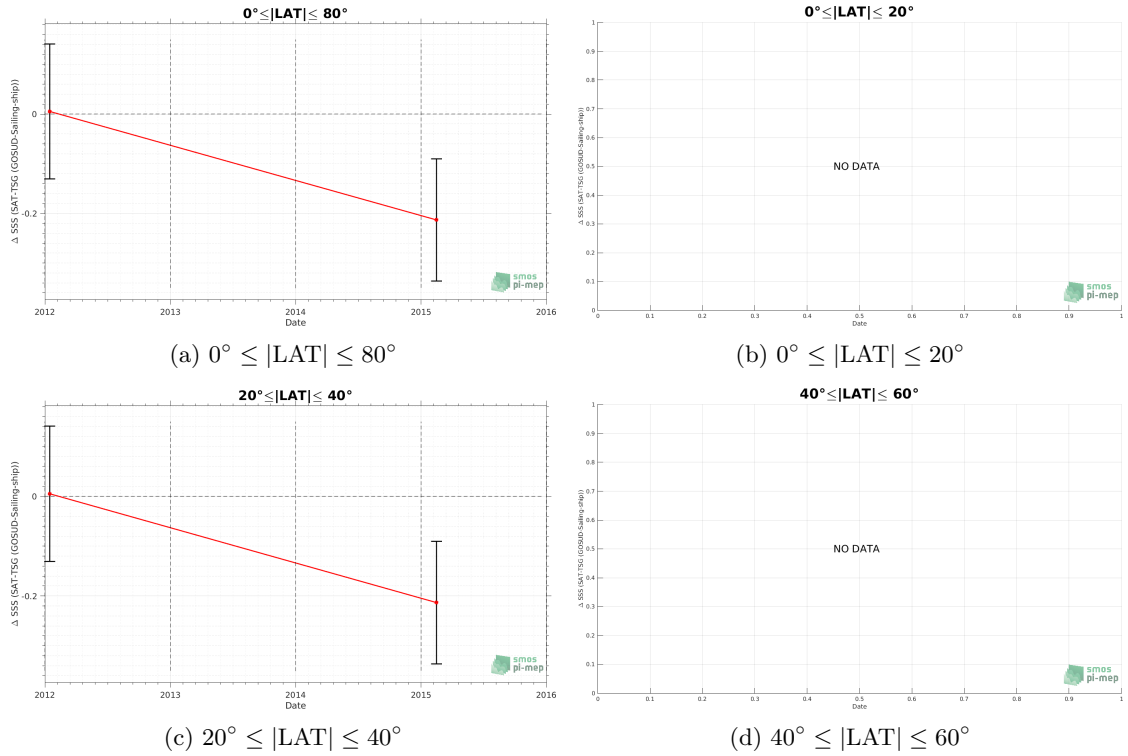 0°≤|LAT|≤ 80°
Δ SSS (SAT-TSG (GOSUD-Sailing-ship))
0
-0.2
2012 2013 2014 2015 2016
Date
smos
pi-mep
(a) 0° ≤ |LAT| ≤ 80°
0°≤|LAT|≤ 20°
Δ SSS (SAT-TSG (GOSUD-Sailing-ship))
1
0.9
0.8
0.7
0.6
0.5
0.4
0.3
0.2
0.1
0
NO DATA
0 0.1 0.2 0.3 0.4 0.5 0.6 0.7 0.8 0.9 1
Date
smos
pi-mep
(b) 0° ≤ |LAT| ≤ 20°
20°≤|LAT|≤ 40°
Δ SSS (SAT-TSG (GOSUD-Sailing-ship))
0
-0.2
2012 2013 2014 2015 2016
Date
smos
pi-mep
(c) 20° ≤ |LAT| ≤ 40°
40°≤|LAT|≤ 60°
Δ SSS (SAT-TSG (GOSUD-Sailing-ship))
1
0.9
0.8
0.7
0.6
0.5
0.4
0.3
0.2
0.1
0
NO DATA
0 0.1 0.2 0.3 0.4 0.5 0.6 0.7 0.8 0.9 1
Date
smos
pi-mep
(d) 40° ≤ |LAT| ≤ 60°